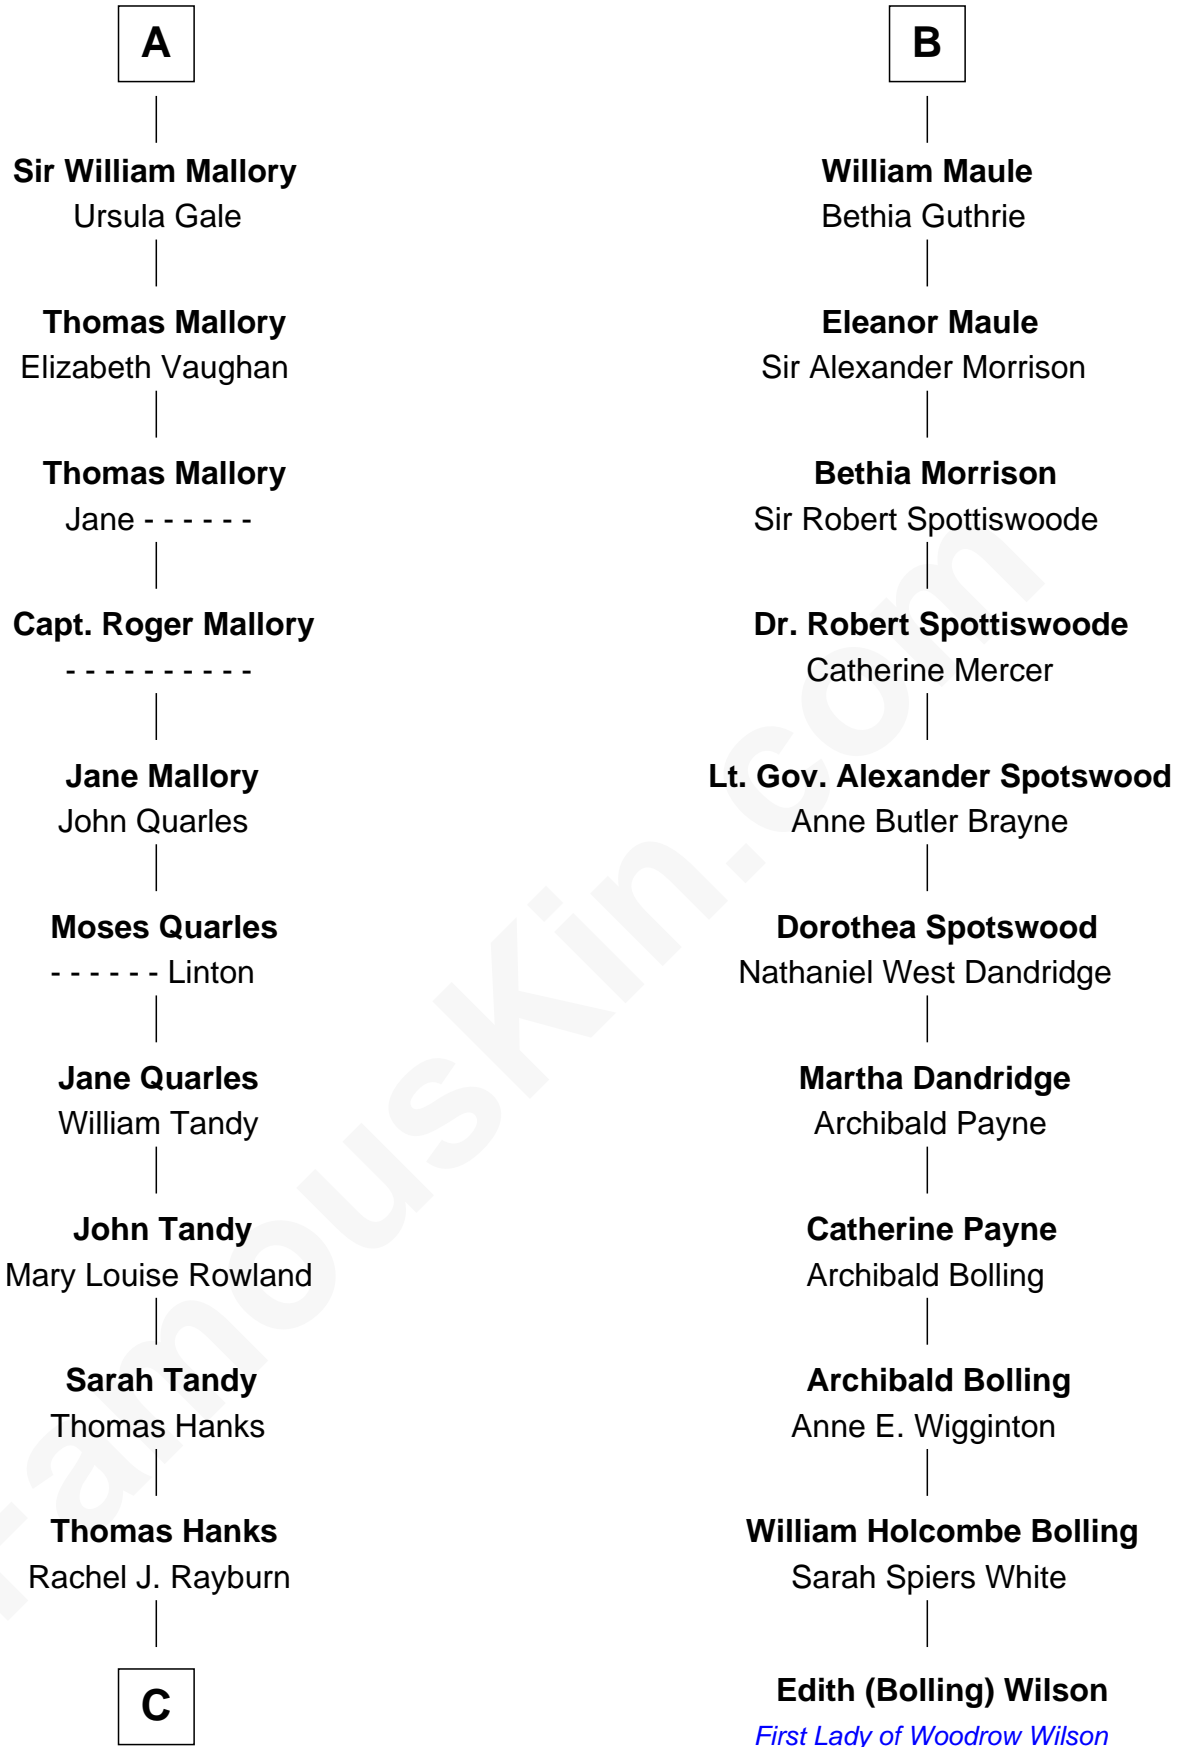 A
Sir William Mallory
Ursula Gale
Thomas Mallory
Elizabeth Vaughan
Thomas Mallory
Jane - - - - - -
Capt. Roger Mallory
- - - - - - - - - -
Jane Mallory
John Quarles
Moses Quarles
- - - - - - Linton
Jane Quarles
William Tandy
John Tandy
Mary Louise Rowland
Sarah Tandy
Thomas Hanks
Thomas Hanks
Rachel J. Rayburn
C
B
William Maule
Bethia Guthrie
Eleanor Maule
Sir Alexander Morrison
Bethia Morrison
Sir Robert Spottiswoode
Dr. Robert Spottiswoode
Catherine Mercer
Lt. Gov. Alexander Spotswood
Anne Butler Brayne
Dorothea Spotswood
Nathaniel West Dandridge
Martha Dandridge
Archibald Payne
Catherine Payne
Archibald Bolling
Archibald Bolling
Anne E. Wigginton
William Holcombe Bolling
Sarah Spiers White
Edith (Bolling) Wilson
First Lady of Woodrow Wilson
FamousKin.com